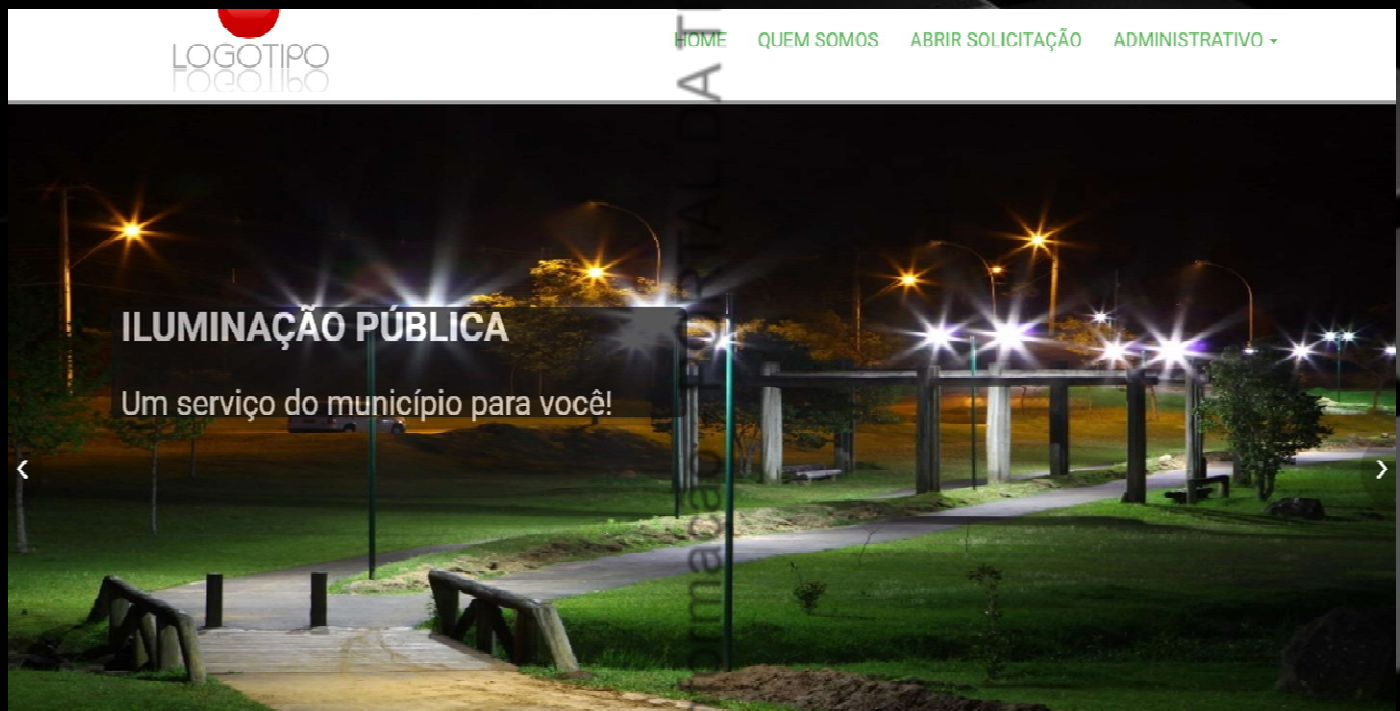 LOGOTIPO
HOME QUEM SOMOS ABRIR SOLICITAÇÃO ADMINISTRATIVO
ILUMINAÇÃO PÚBLICA
Um serviço do município para você!